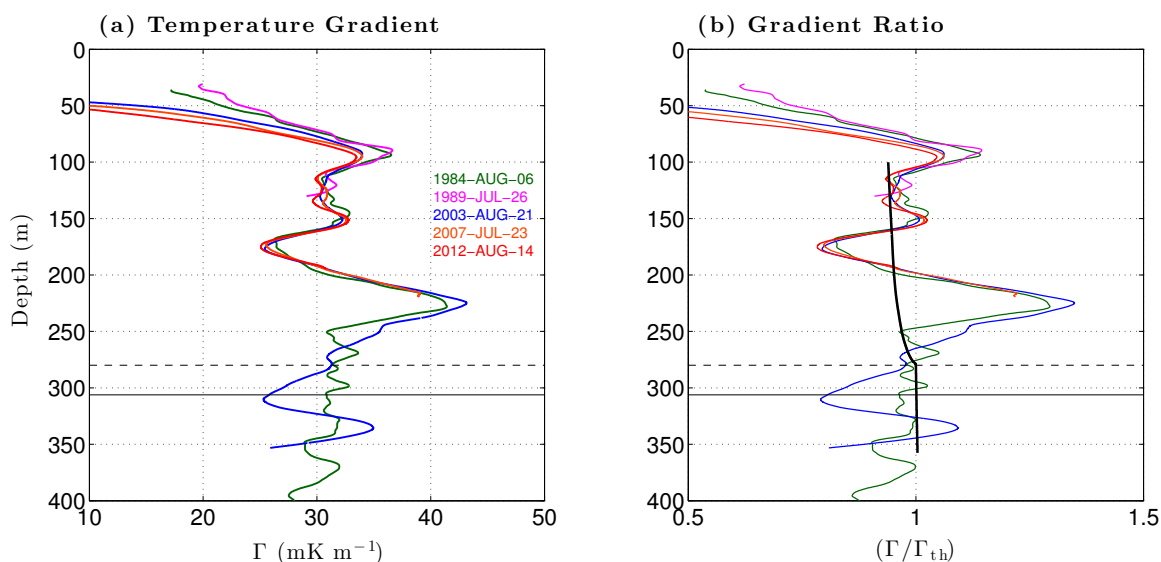 (a) Temperature Gradient
0
50
100
150
200
250
300
350
400
Depth (m)
1984-AUG-06
1989-JUL-26
2003-AUG-21
2007-JUL-23
2012-AUG-14
10 20 30 40 50
Γ (mK m⁻¹)
(b) Gradient Ratio
0
50
100
150
200
250
300
350
400
0.5 1 1.5
(Γ/Γth)